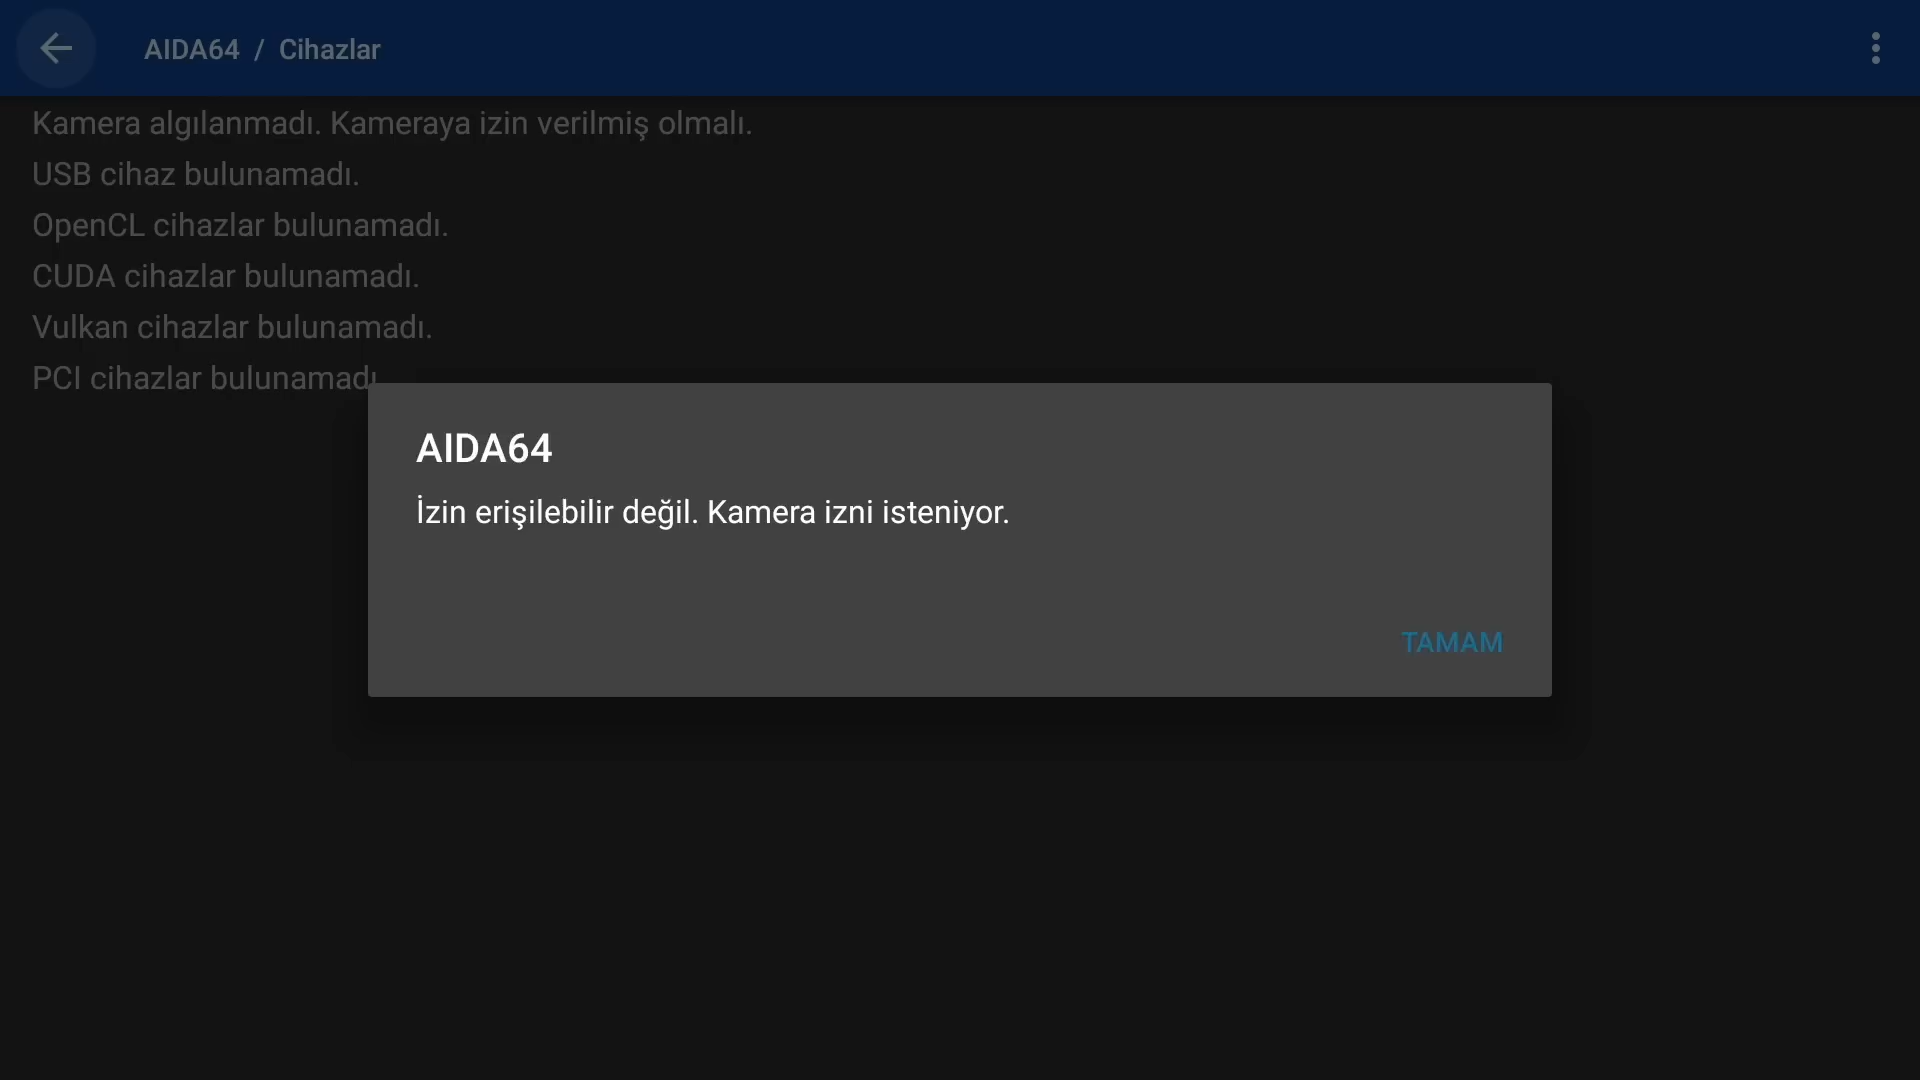 AIDA64 / Cihazlar
Kamera algılanmadı. Kameraya izin verilmiş olmalı.
USB cihaz bulunamadı.
OpenCL cihazlar bulunamadı.
CUDA cihazlar bulunamadı.
Vulkan cihazlar bulunamadı.
PCI cihazlar bulunamadı
AIDA64
İzin erişilebilir değil. Kamera izni isteniyor.
TAMAM